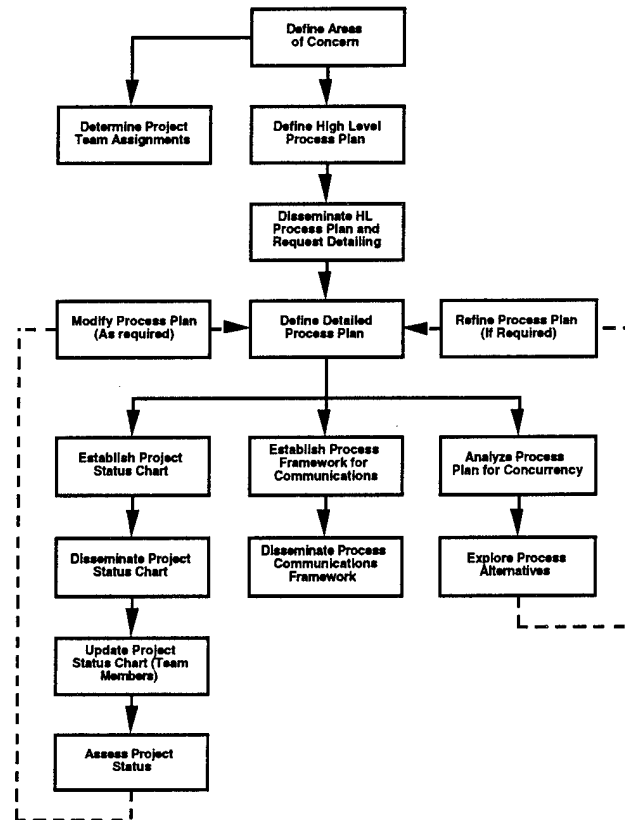 Define Areas
of Concern
Determine Project
Team Assignments
Define High Level
Process Plan
Disseminate HL
Process Plan and
Request Detailing
Modify Process Plan
(As required)
Define Detailed
Process Plan
Refine Process Plan
(If Required)
Establish Project
Status Chart
Establish Process
Framework for
Communications
Analyze Process
Plan for Concurrency
Disseminate Project
Status Chart
Disseminate Process
Communications
Framework
Explore Process
Alternatives
Update Project
Status Chart (Team
Members)
Assess Project
Status